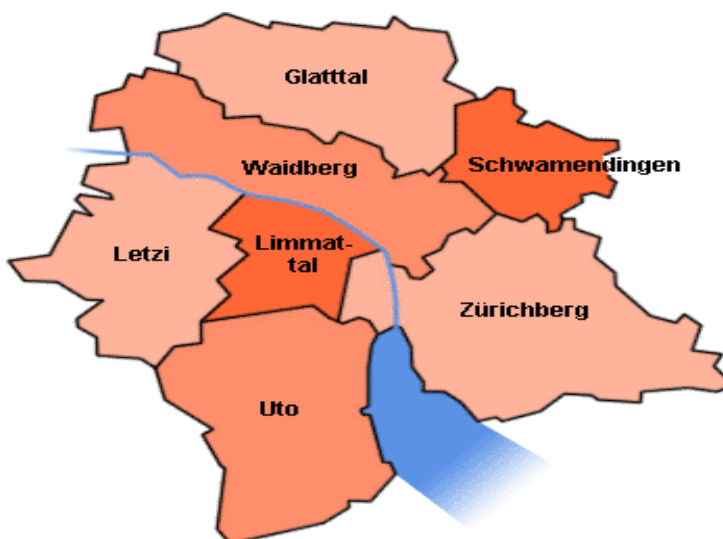 Glatttal
Waidberg
Schwamendingen
Letzi
Limmat-
tal
Zürichberg
Uto